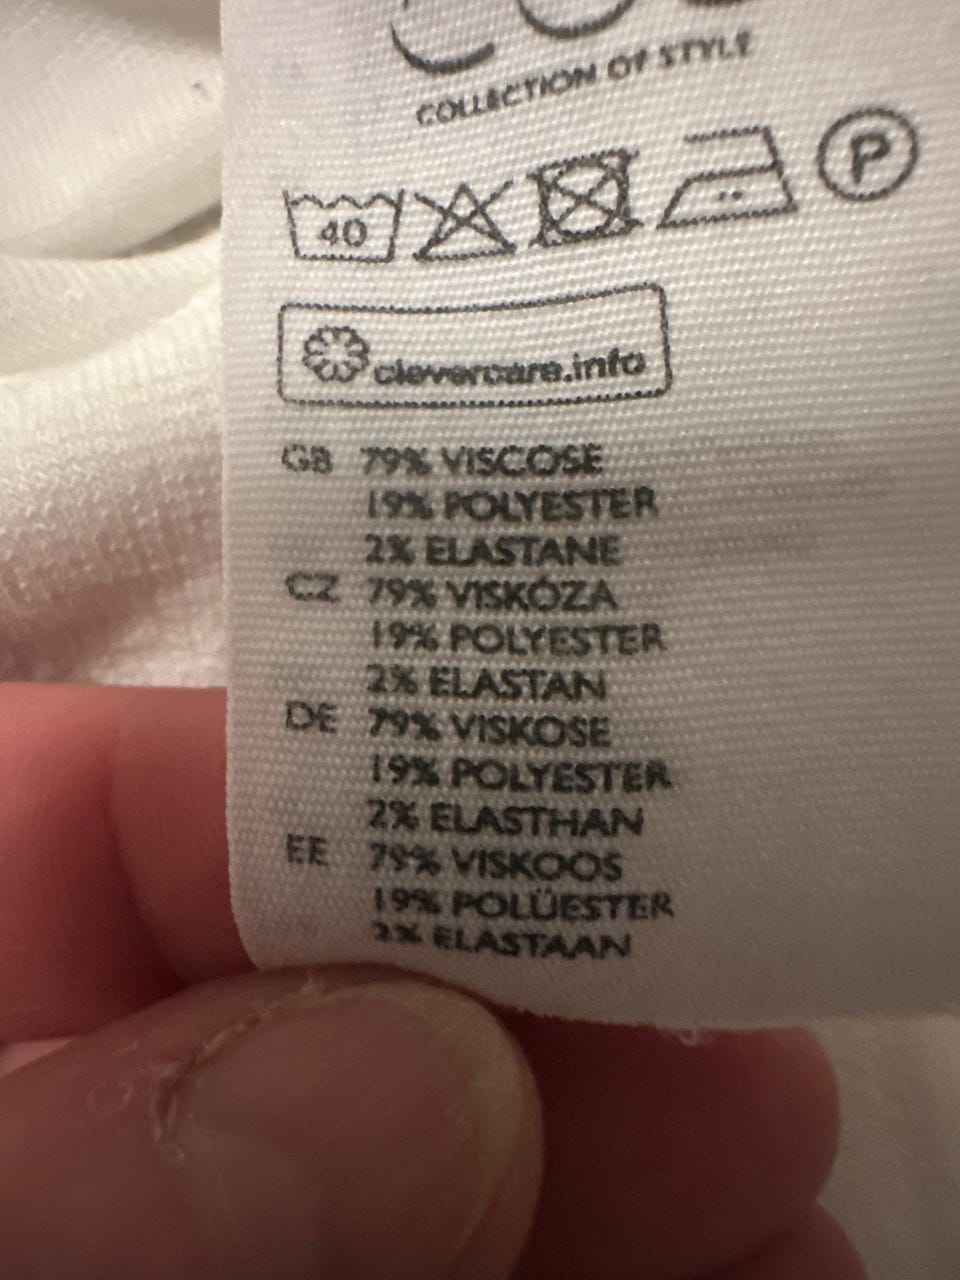 COLLECTION OF STYLE
40
P
clevercare.info
GB 79% VISCOSE
19% POLYESTER
2% ELASTANE
CZ 79% VISKÓZA
19% POLYESTER
2% ELASTAN
DE 79% VISKOSE
19% POLYESTER
2% ELASTHAN
EE 79% VISKOOS
19% POLÜESTER
2% ELASTAAN